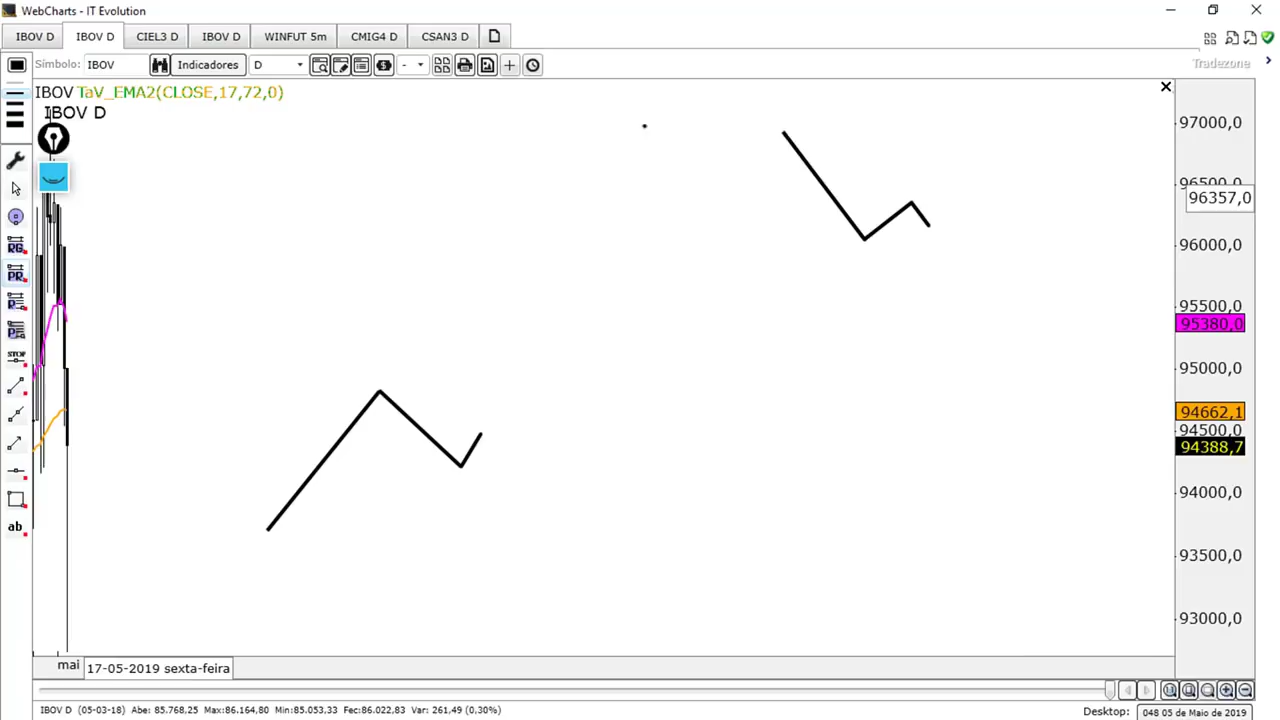 WebCharts - IT Evolution
IBOV D
IBOV D
CIEL3 D
IBOV D
WINFUT 5m
CMIG4 D
CSAN3 D
Símbolo: IBOV
Indicadores
D
-
Tradezone
IBOV TaV_EMA2(CLOSE,17,72,0)
IBOV D
RG
PR
STOP
ab
97000,0
96500,0
96357,0
96000,0
95500,0
95380,0
95000,0
94662,1
94500,0
94388,7
94000,0
93500,0
93000,0
mai
17-05-2019 sexta-feira
IBOV D (05-03-18) Abe: 85.768,25 Max:86.164,80 Min:85.053,33 Fec:86.022,83 Var: 261,49 (0,30%)
Desktop:
048 05 de Maio de 2019